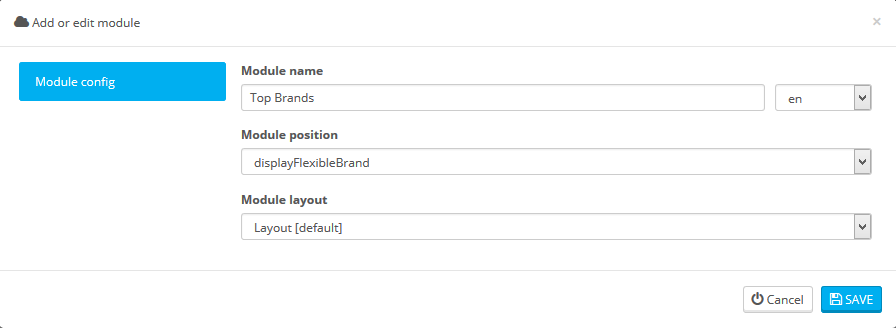 Add or edit module
×
Module config
Module name
Top Brands
en
Module position
displayFlexibleBrand
Module layout
Layout [default]
Cancel
SAVE